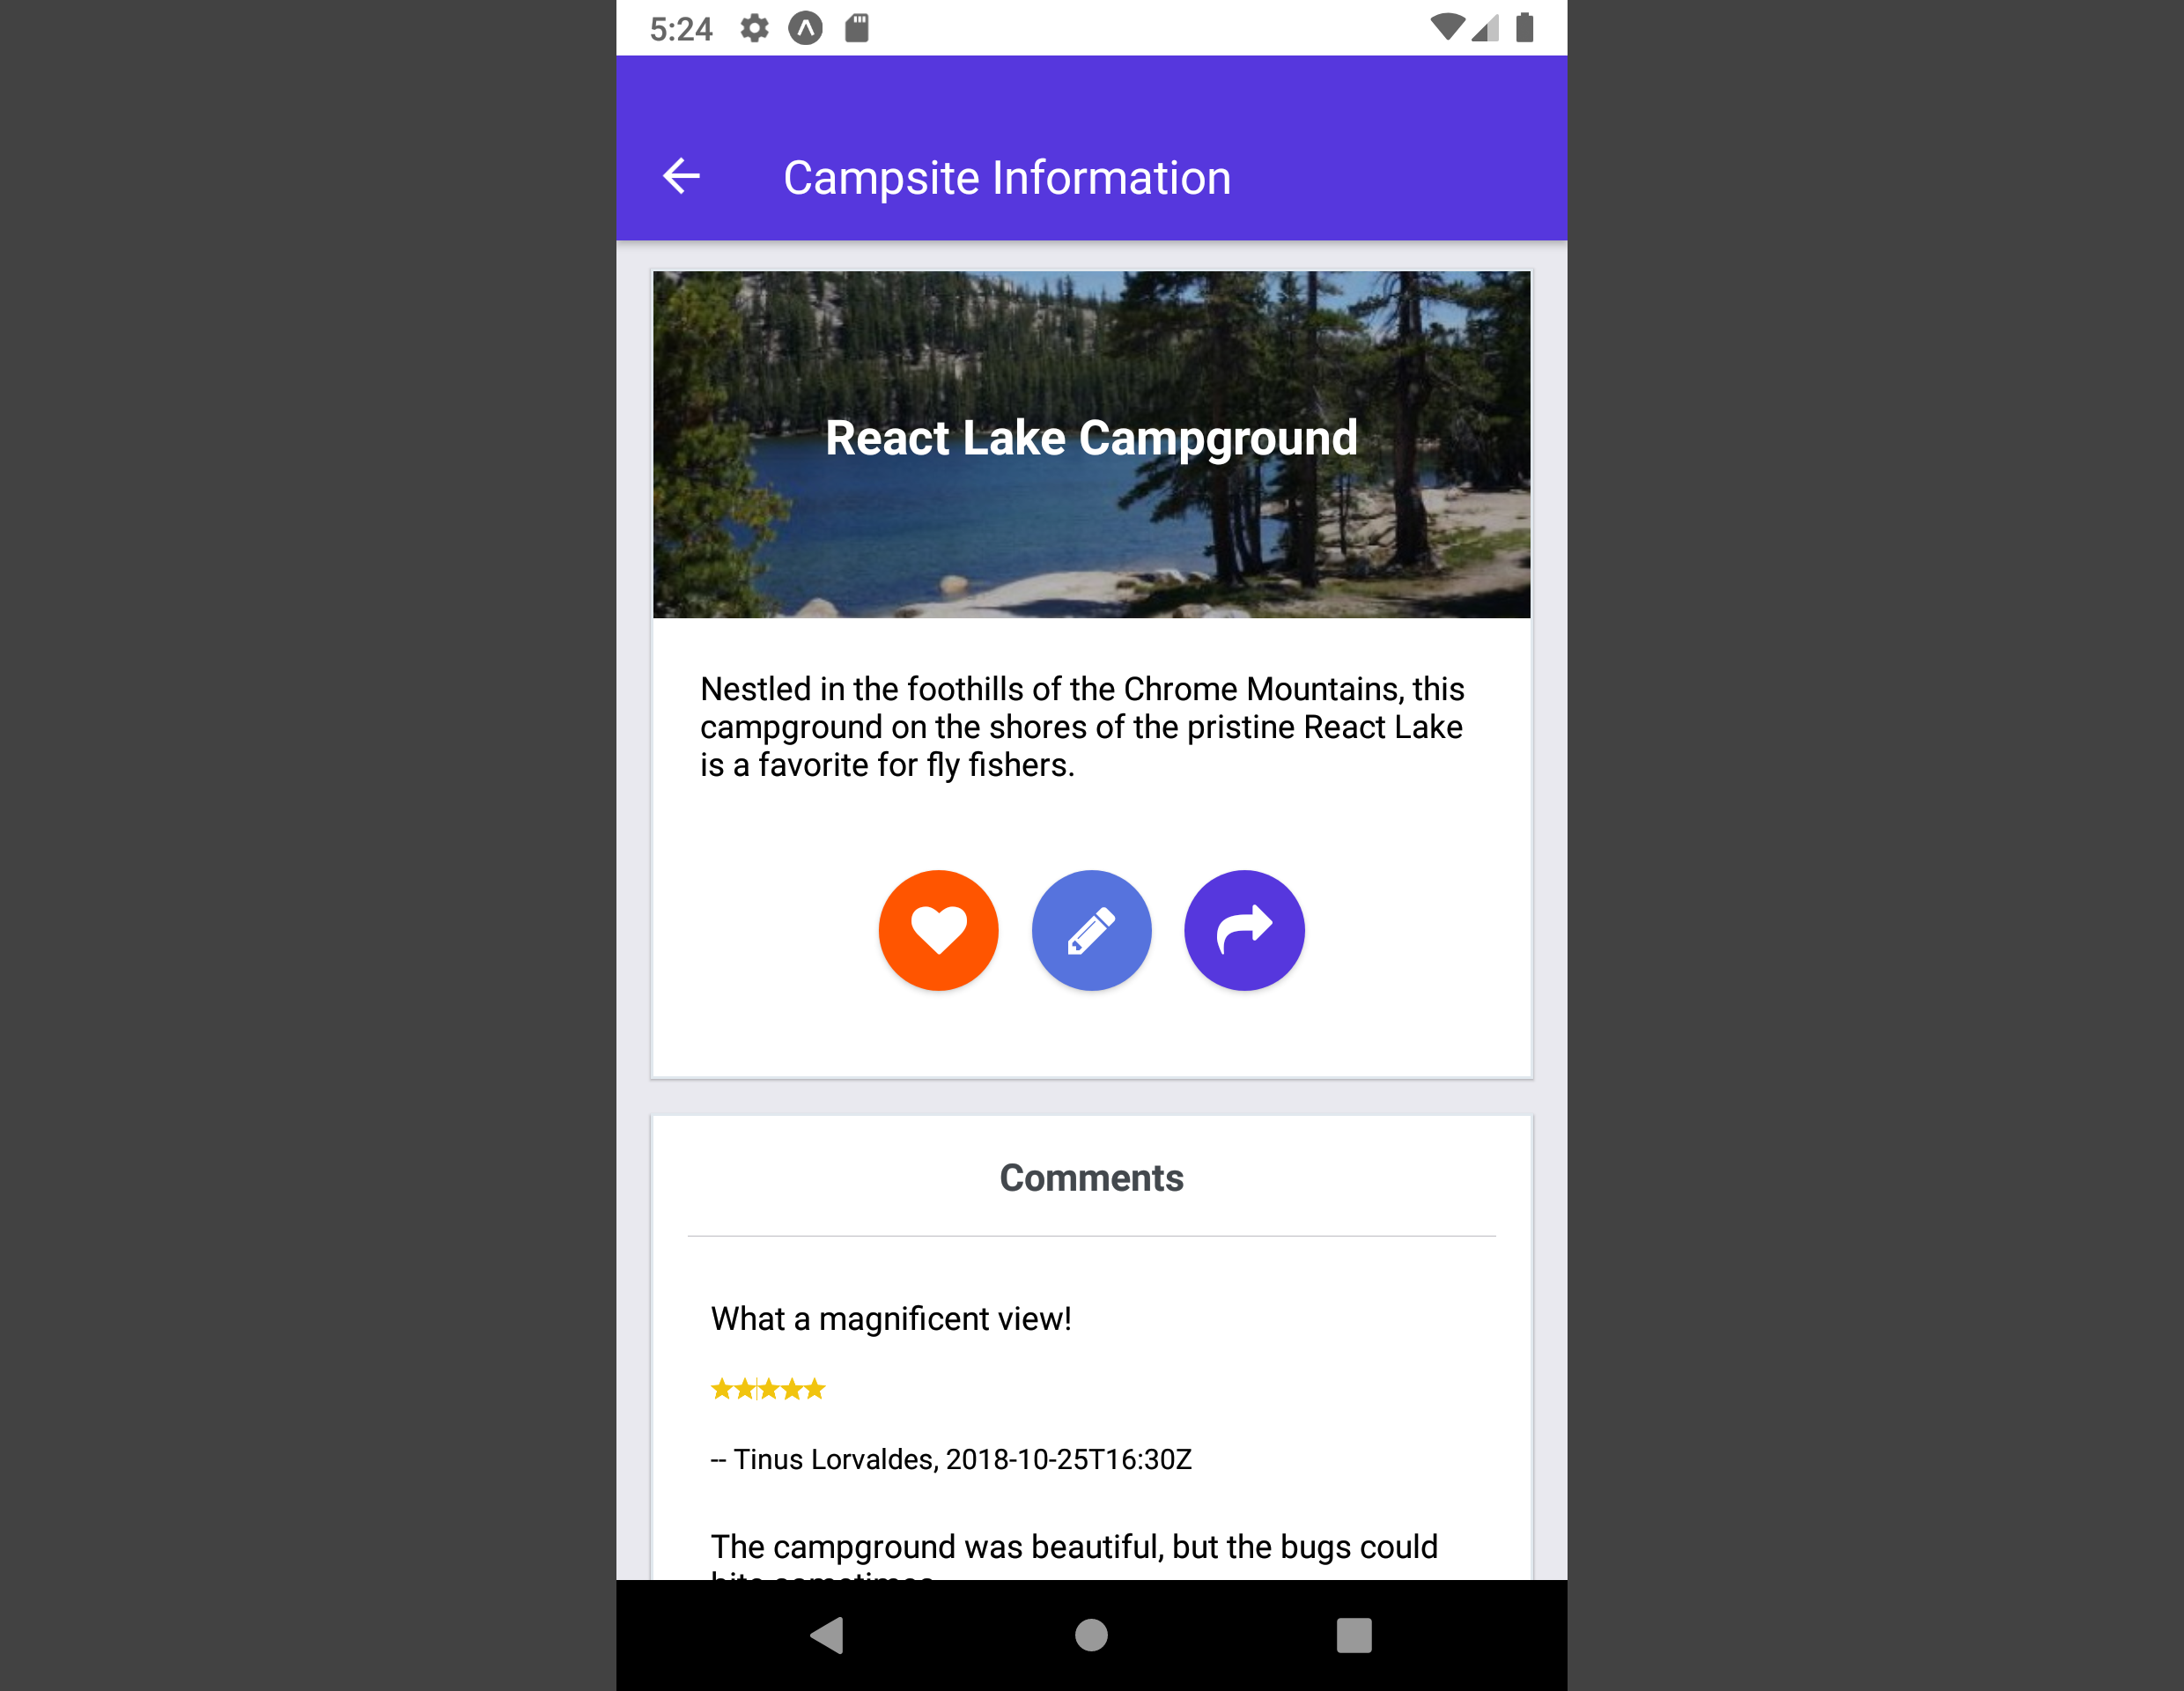 5:24
Campsite Information
React Lake Campground
Nestled in the foothills of the Chrome Mountains, this
campground on the shores of the pristine React Lake
is a favorite for fly fishers.
Comments
What a magnificent view!
-- Tinus Lorvaldes, 2018-10-25T16:30Z
The campground was beautiful, but the bugs could